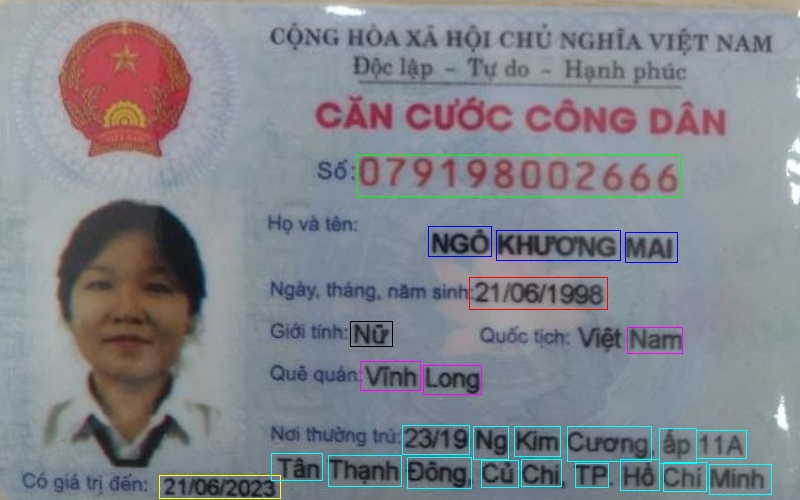 CỘNG HÒA XÃ HỘI CHỦ NGHĨA VIỆT NAM
Độc lập - Tự do - Hạnh phúc
CĂN CƯỚC CÔNG DÂN
Số: 079198002666
Họ và tên:
NGÔ KHƯƠNG MAI
Ngày, tháng, năm sinh: 21/06/1998
Giới tính: Nữ Quốc tịch: Việt Nam
Quê quán: Vĩnh Long
Nơi thường trú: 23/19 Ng Kim Cương, ấp 11A
Tân Thạnh Đông, Củ Chi, TP. Hồ Chí Minh
Có giá trị đến: 21/06/2023